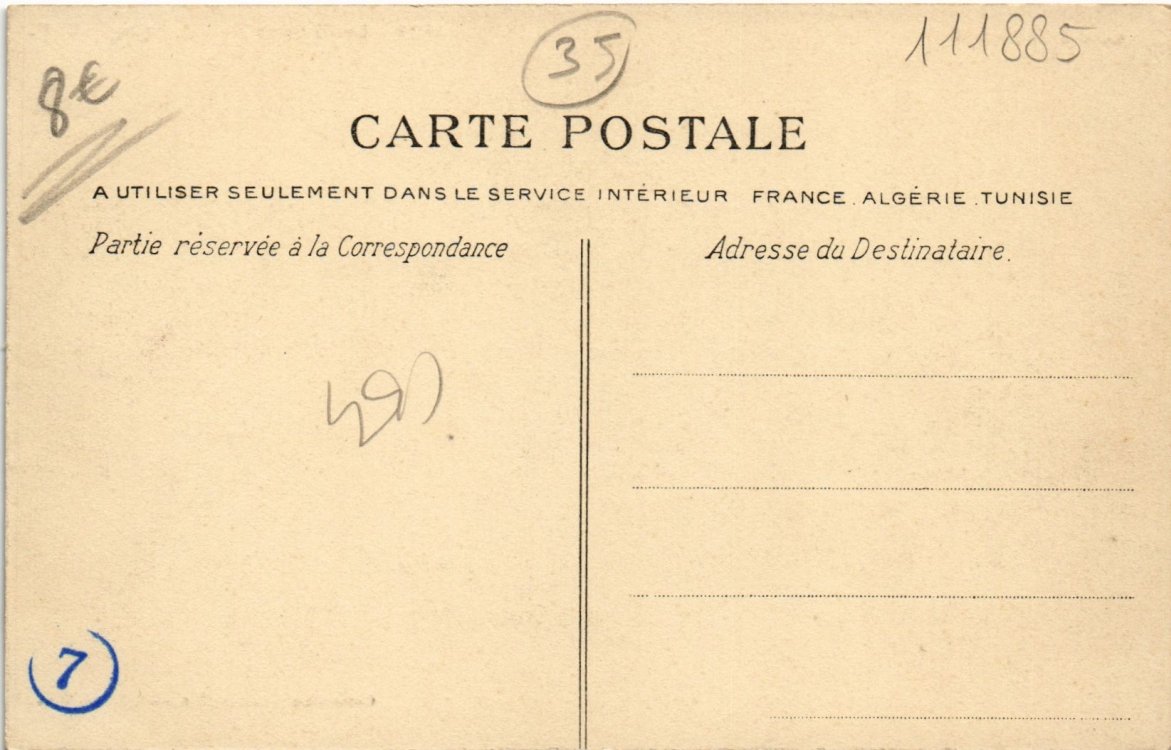 8€
35
111885
CARTE POSTALE
A UTILISER SEULEMENT DANS LE SERVICE INTÉRIEUR FRANCE.ALGÉRIE.TUNISIE
Partie réservée à la Correspondance
Adresse du Destinataire.
7